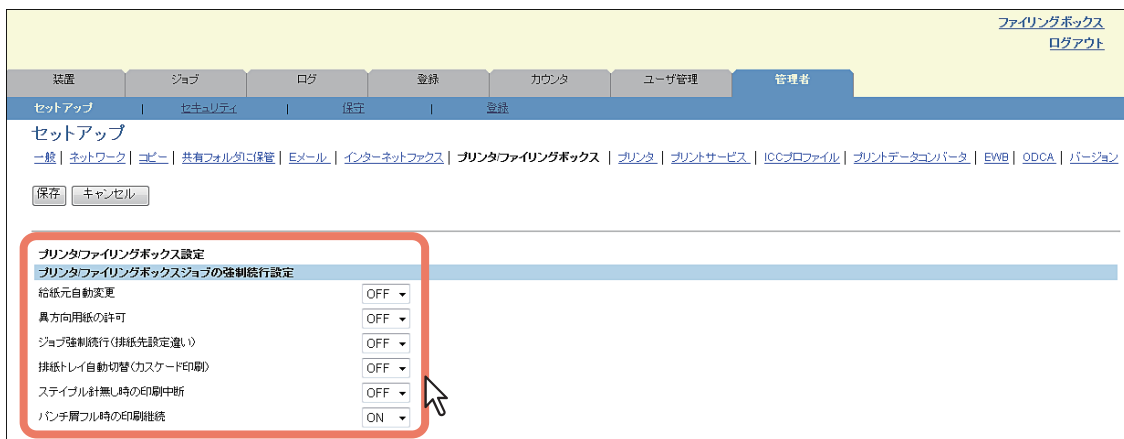 ファイリングボックス
ログアウト
装置 ジョブ ログ 登録 カウンタ ユーザ管理 管理者
セットアップ | セキュリティ | 保守 | 登録
セットアップ
一般 | ネットワーク | コピー | 共有フォルダに保管 | Eメール | インターネットファクス | プリンタ/ファイリングボックス | プリンタ | プリントサービス | ICCプロファイル | プリントデータコンバータ | EWB | ODCA | バージョン
保存 キャンセル
プリンタ/ファイリングボックス設定
プリンタ/ファイリングボックスジョブの強制続行設定
給紙元自動変更 OFF
異方向用紙の許可 OFF
ジョブ強制続行(排紙先設定違い) OFF
排紙トレイ自動切替(カスケード印刷) OFF
ステイプル針無し時の印刷中断 OFF
パンチ屑フル時の印刷継続 ON